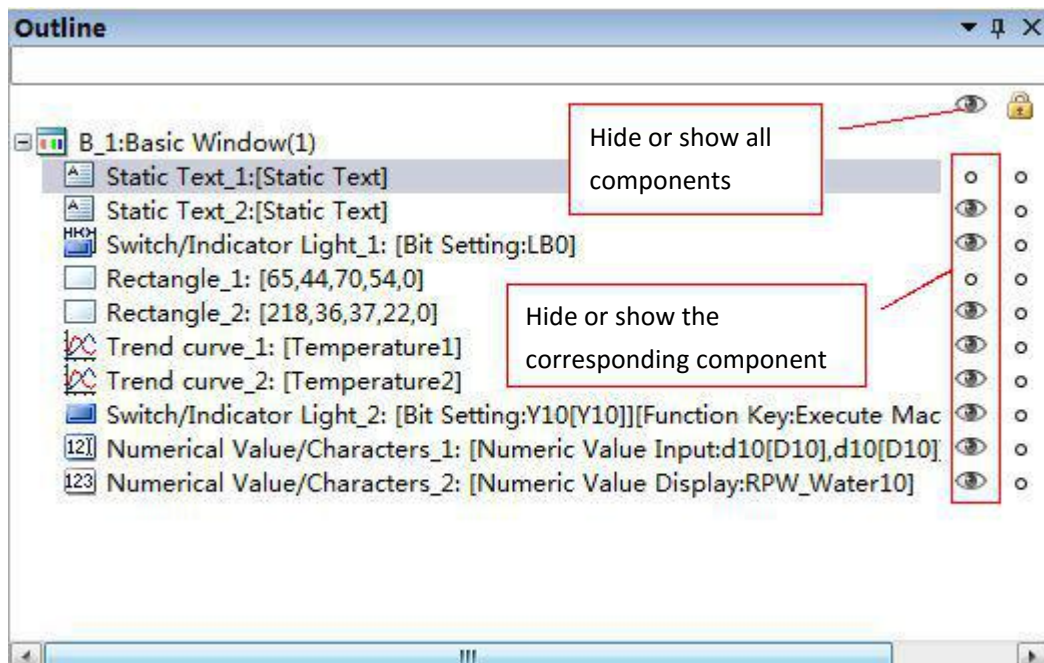 Outline
Hide or show all
components
B_1:Basic Window(1)
Static Text_1:[Static Text]
Static Text_2:[Static Text]
Switch/Indicator Light_1: [Bit Setting:LB0]
Rectangle_1: [65,44,70,54,0]
Rectangle_2: [218,36,37,22,0]
Hide or show the
corresponding component
Trend curve_1: [Temperature1]
Trend curve_2: [Temperature2]
Switch/Indicator Light_2: [Bit Setting:Y10[Y10]][Function Key:Execute Mac
Numerical Value/Characters_1: [Numeric Value Input:d10[D10],d10[D10]
123 Numerical Value/Characters_2: [Numeric Value Display:RPW_Water10]